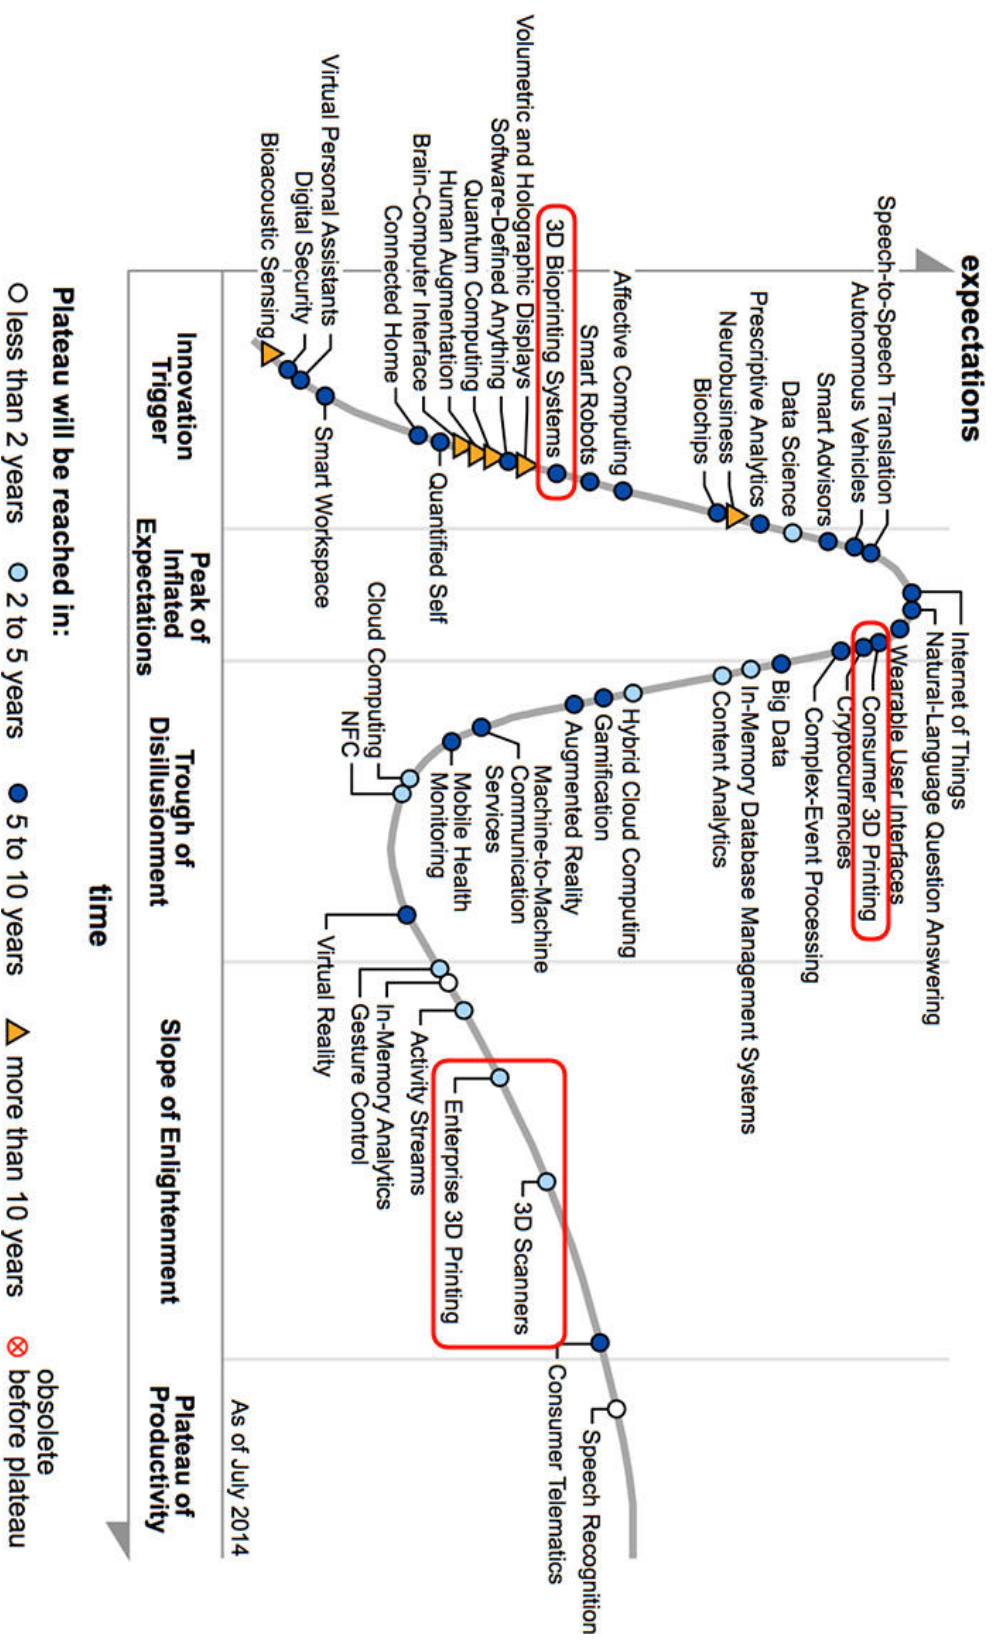 expectations
Internet of Things
Natural-Language Question Answering
Wearable User Interfaces
Consumer 3D Printing
Cryptocurrencies
Complex-Event Processing
Big Data
In-Memory Database Management Systems
Content Analytics
Hybrid Cloud Computing
Gamification
Augmented Reality
Machine-to-Machine
Communication
Services
Mobile Health
Monitoring
Speech-to-Speech Translation
Autonomous Vehicles
Smart Advisors
Data Science
Prescriptive Analytics
Neurobusiness
Biochips
Affective Computing
Smart Robots
3D Bioprinting Systems
Volumetric and Holographic Displays
Software-Defined Anything
Quantum Computing
Human Augmentation
Brain-Computer Interface
Connected Home
Quantified Self
Virtual Personal Assistants
Smart Workspace
Digital Security
Bioacoustic Sensing
Cloud Computing
NFC
Virtual Reality
Gesture Control
In-Memory Analytics
Activity Streams
Enterprise 3D Printing
3D Scanners
Consumer Telematics
Speech Recognition
As of July 2014
Innovation
Trigger
Peak of
Inflated
Expectations
Trough of
Disillusionment
Slope of Enlightenment
Plateau of
Productivity
time
Plateau will be reached in:
less than 2 years
2 to 5 years
5 to 10 years
more than 10 years
obsolete
before plateau